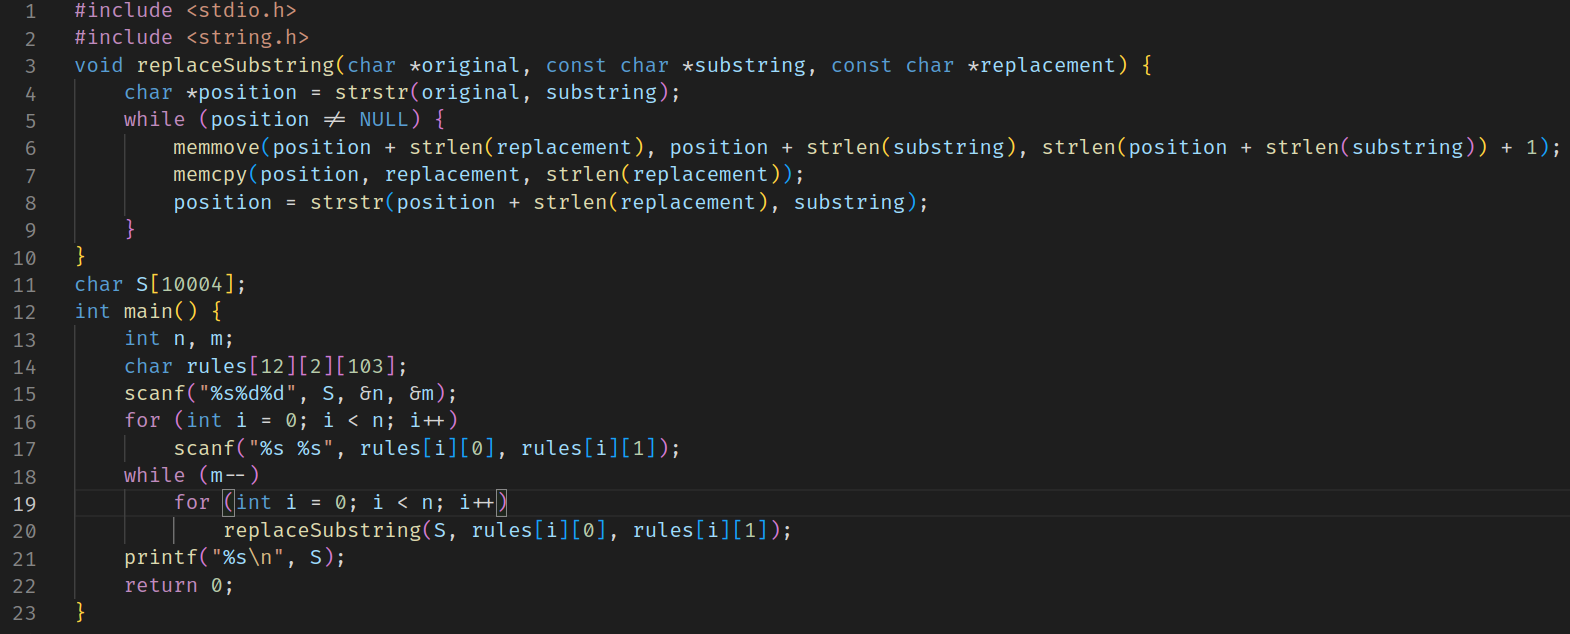 1 #include <stdio.h>
2 #include <string.h>
3 void replaceSubstring(char *original, const char *substring, const char *replacement) {
4     char *position = strstr(original, substring);
5     while (position != NULL) {
6         memmove(position + strlen(replacement), position + strlen(substring), strlen(position + strlen(substring)) + 1);
7         memcpy(position, replacement, strlen(replacement));
8         position = strstr(position + strlen(replacement), substring);
9     }
10 }
11 char S[10004];
12 int main() {
13     int n, m;
14     char rules[12][2][103];
15     scanf("%s%d%d", S, &n, &m);
16     for (int i = 0; i < n; i++)
17         scanf("%s %s", rules[i][0], rules[i][1]);
18     while (m--)
19         for (int i = 0; i < n; i++)
20             replaceSubstring(S, rules[i][0], rules[i][1]);
21     printf("%s\n", S);
22     return 0;
23 }